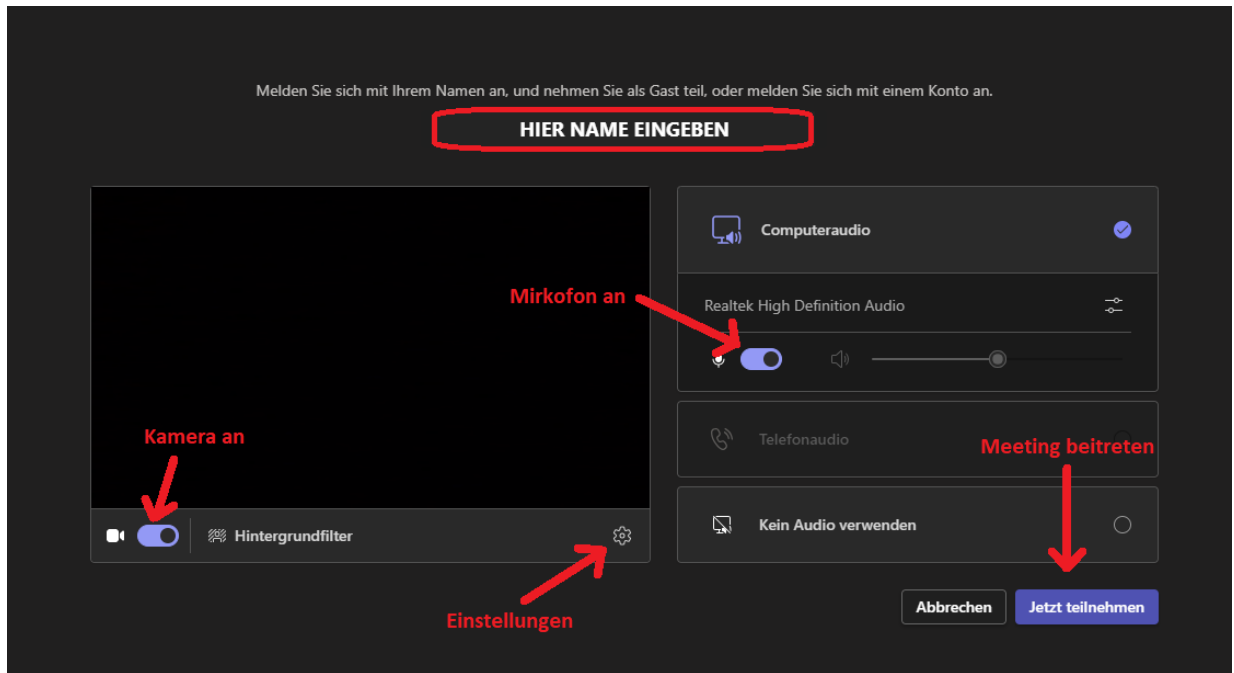 Melden Sie sich mit Ihrem Namen an, und nehmen Sie als Gast teil, oder melden Sie sich mit einem Konto an.
HIER NAME EINGEBEN
Computeraudio
Mirkofon an
Realtek High Definition Audio
Kamera an
Telefonaudio
Meeting beitreten
Hintergrundfilter
Kein Audio verwenden
Einstellungen
Abbrechen
Jetzt teilnehmen